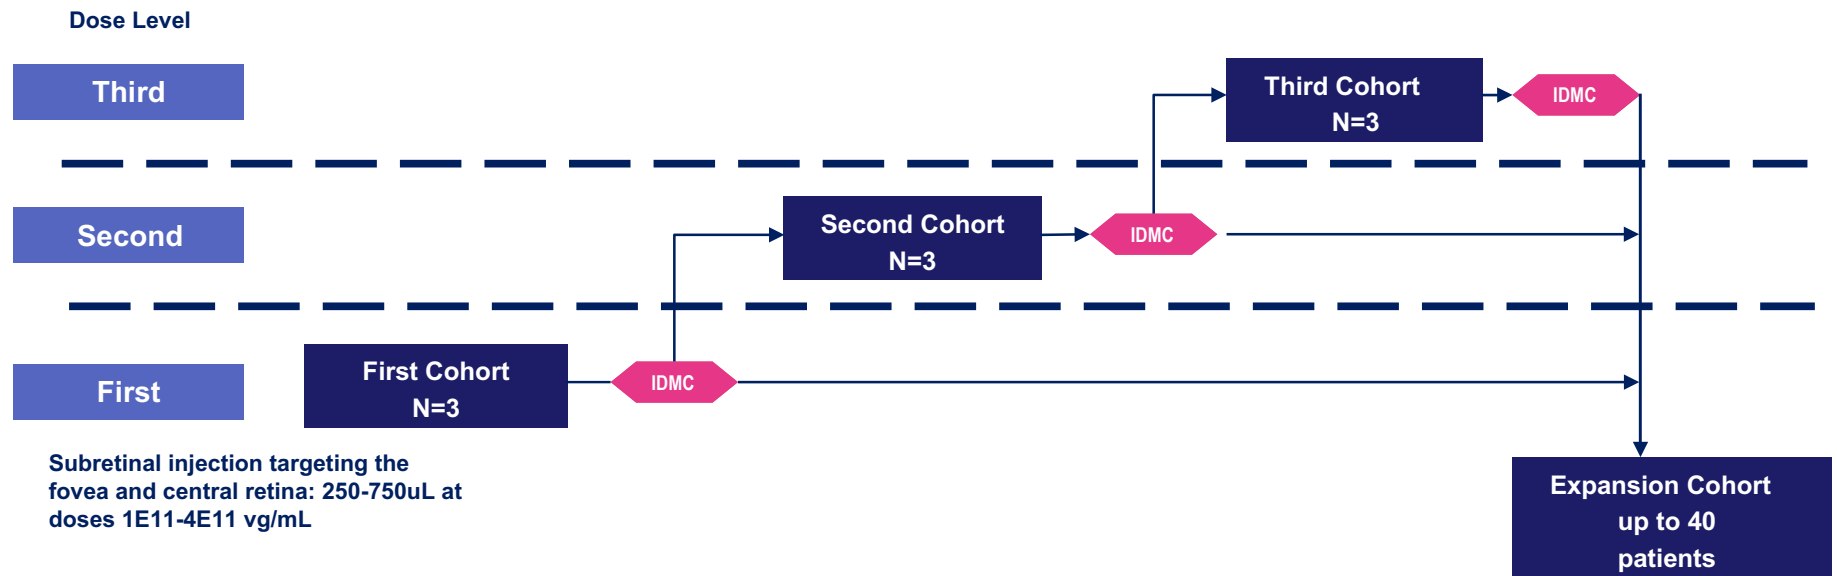 Dose Level
Third
Third Cohort
N=3
IDMC
Second
Second Cohort
N=3
IDMC
First
First Cohort
N=3
IDMC
Subretinal injection targeting the
fovea and central retina: 250-750uL at
doses 1E11-4E11 vg/mL
Expansion Cohort
up to 40
patients